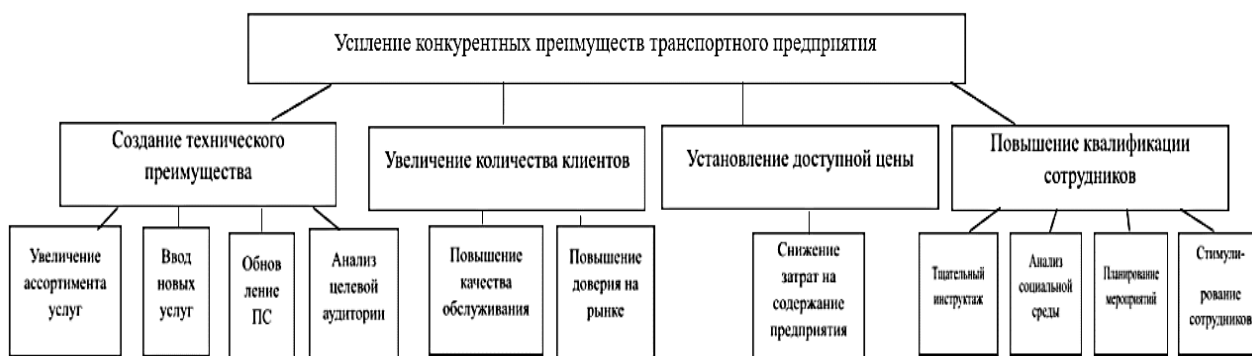 Усиление конкурентных преимуществ транспортного предприятия
Создание технического
преимущества
Увеличение количества клиентов
Установление доступной цены
Повышение квалификации
сотрудников
Увеличение
ассортимента
услуг
Ввод
новых
услуг
Обнов
ление
ПС
Анализ
целевой
аудитории
Повышение
качества
обслуживания
Повышение
доверия на
рынке
Снижение
затрат на
содержание
предприятия
Тщательный
инструктаж
Анализ
социальной
среды
Планирование
мероприятий
Стимули-
рование
сотрудников